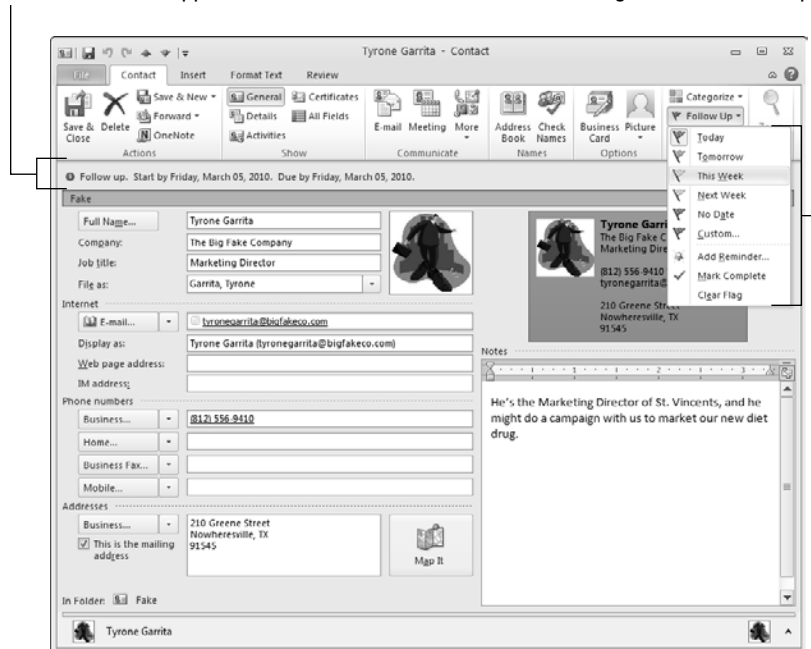 Tyrone Garrita - Contact
File Contact Insert Format Text Review
Save & Close
Delete
Save & New
Forward
OneNote
Actions
General
Details
Activities
Certificates
All Fields
Show
E-mail
Meeting
More
Communicate
Address Book
Check Names
Names
Business Card
Picture
Options
Categorize
Follow Up
Today
Tomorrow
This Week
Next Week
No Date
Custom...
Add Reminder...
Mark Complete
Clear Flag
Follow up. Start by Friday, March 05, 2010. Due by Friday, March 05, 2010.
Fake
Full Name... Tyrone Garrita
Company: The Big Fake Company
Job title: Marketing Director
File as: Garrita, Tyrone
Internet
E-mail... tyronegarrita@bigfakeco.com
Display as: Tyrone Garrita (tyronegarrita@bigfakeco.com)
Web page address:
IM address:
Phone numbers
Business... (812) 556-9410
Home...
Business Fax...
Mobile...
Addresses
Business...
This is the mailing address
210 Greene Street
Nowheresville, TX
91545
Map It
Tyrone Garri
The Big Fake C
Marketing Dire
(812) 556-9410
tyronegarrita@
210 Greene Street
Nowheresville, TX
91545
Notes
1 2 3
He's the Marketing Director of St. Vincents, and he
might do a campaign with us to market our new diet
drug.
In Folder: Fake
Tyrone Garrita